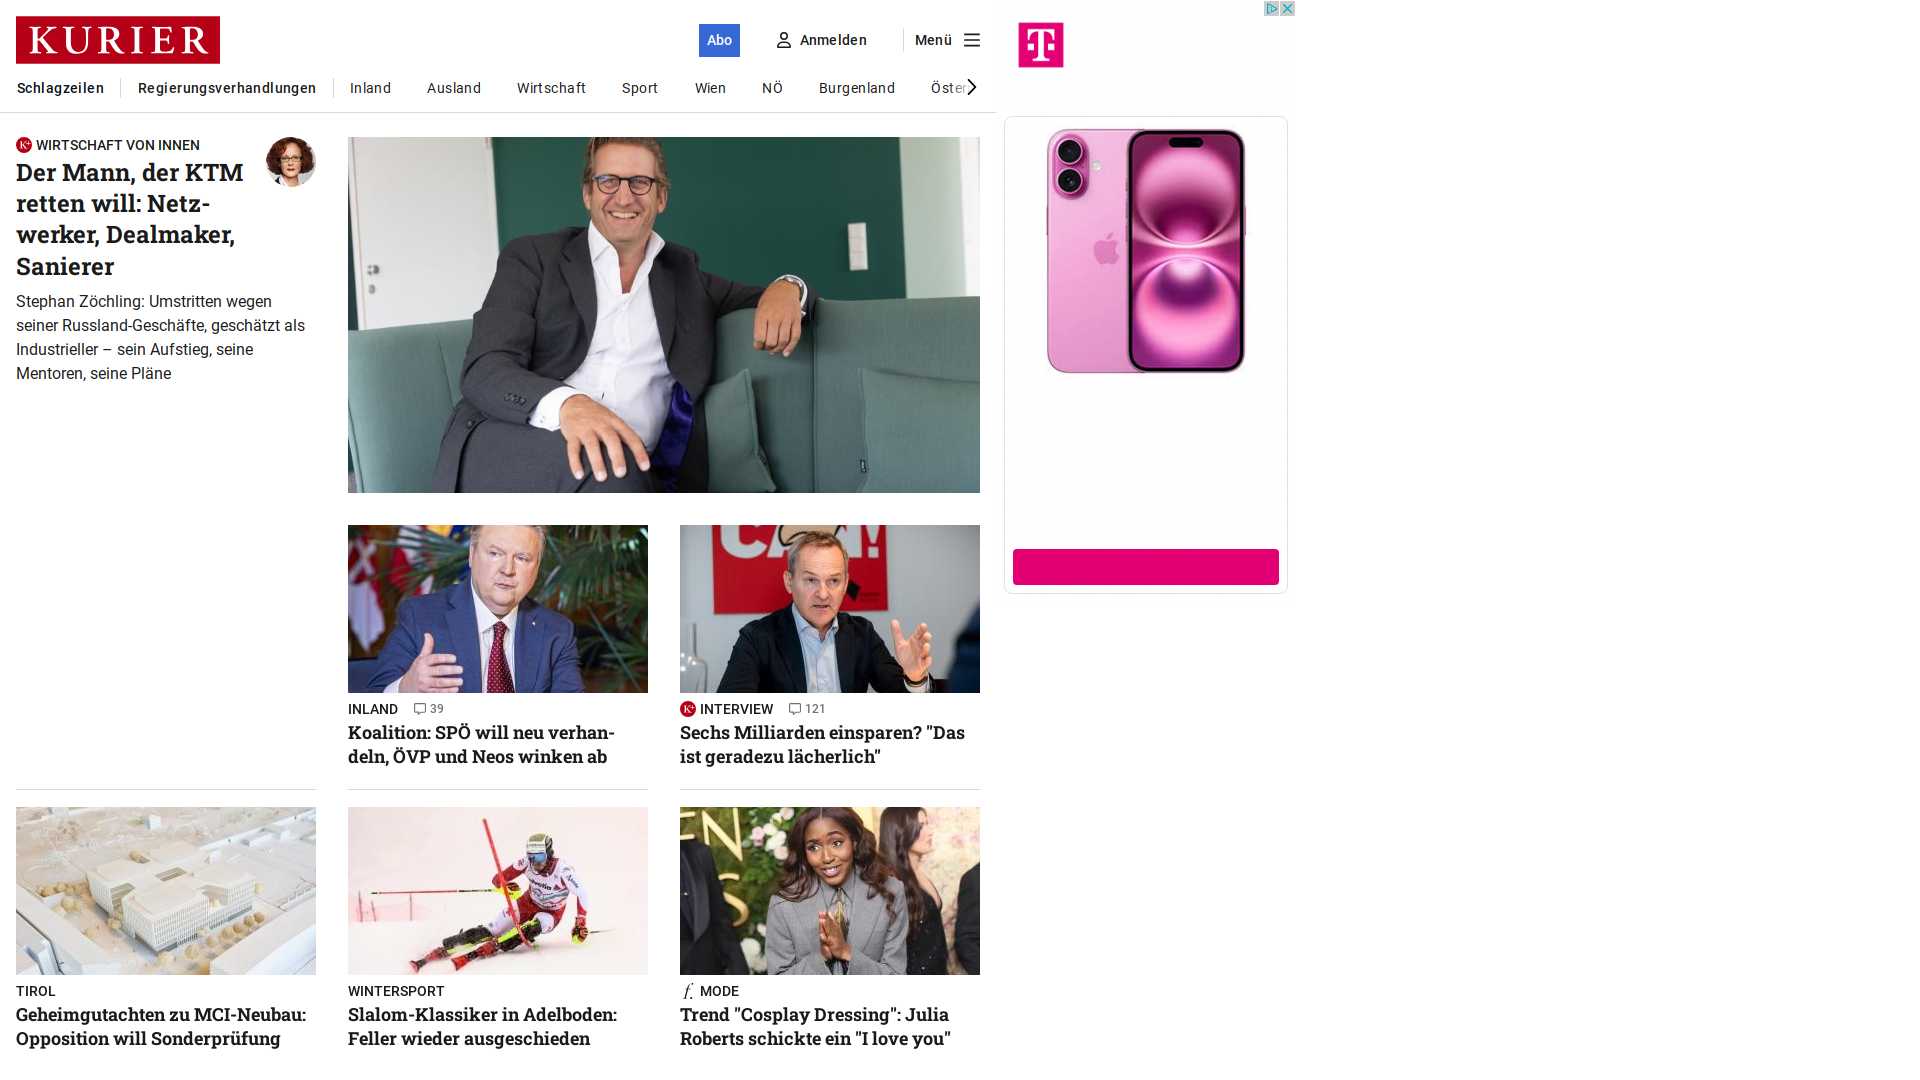 KURIER
Abo
Anmelden
Menü
Schlagzeilen
Regierungsverhandlungen
Inland
Ausland
Wirtschaft
Sport
Wien
NÖ
Burgenland
Öster
WIRTSCHAFT VON INNEN
Der Mann, der KTM
retten will: Netz-
werker, Dealmaker,
Sanierer
Stephan Zöchling: Umstritten wegen
seiner Russland-Geschäfte, geschätzt als
Industrieller – sein Aufstieg, seine
Mentoren, seine Pläne
INLAND 39
Koalition: SPÖ will neu verhan-
deln, ÖVP und Neos winken ab
K+ INTERVIEW 121
Sechs Milliarden einsparen? "Das
ist geradezu lächerlich"
TIROL
Geheimgutachten zu MCI-Neubau:
Opposition will Sonderprüfung
WINTERSPORT
Slalom-Klassiker in Adelboden:
Feller wieder ausgeschieden
f. MODE
Trend "Cosplay Dressing": Julia
Roberts schickte ein "I love you"
T